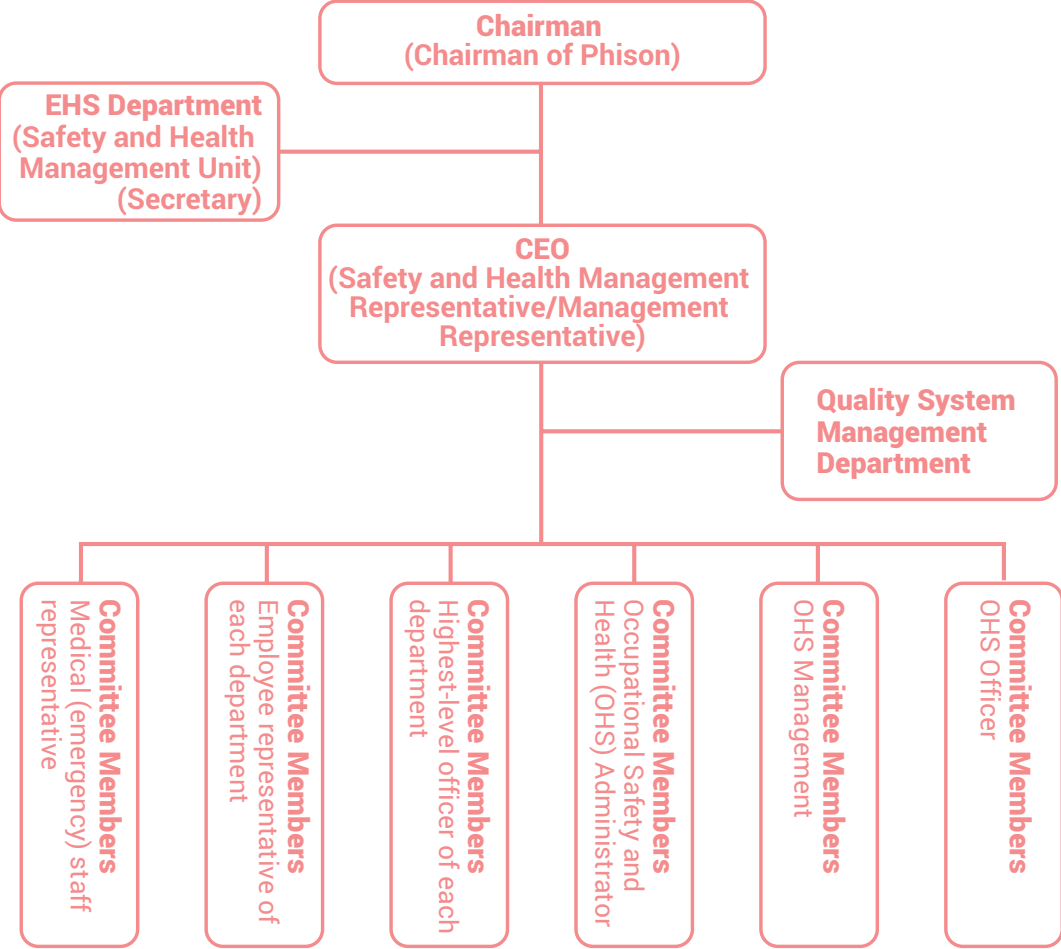 Chairman
(Chairman of Phison)
EHS Department
(Safety and Health
Management Unit)
(Secretary)
CEO
(Safety and Health Management
Representative/Management
Representative)
Quality System
Management
Department
Committee Members
Medical (emergency) staff
representative
Committee Members
Employee representative of
each department
Committee Members
Highest-level officer of each
department
Committee Members
Occupational Safety and
Health (OHS) Administrator
Committee Members
OHS Management
Committee Members
OHS Officer